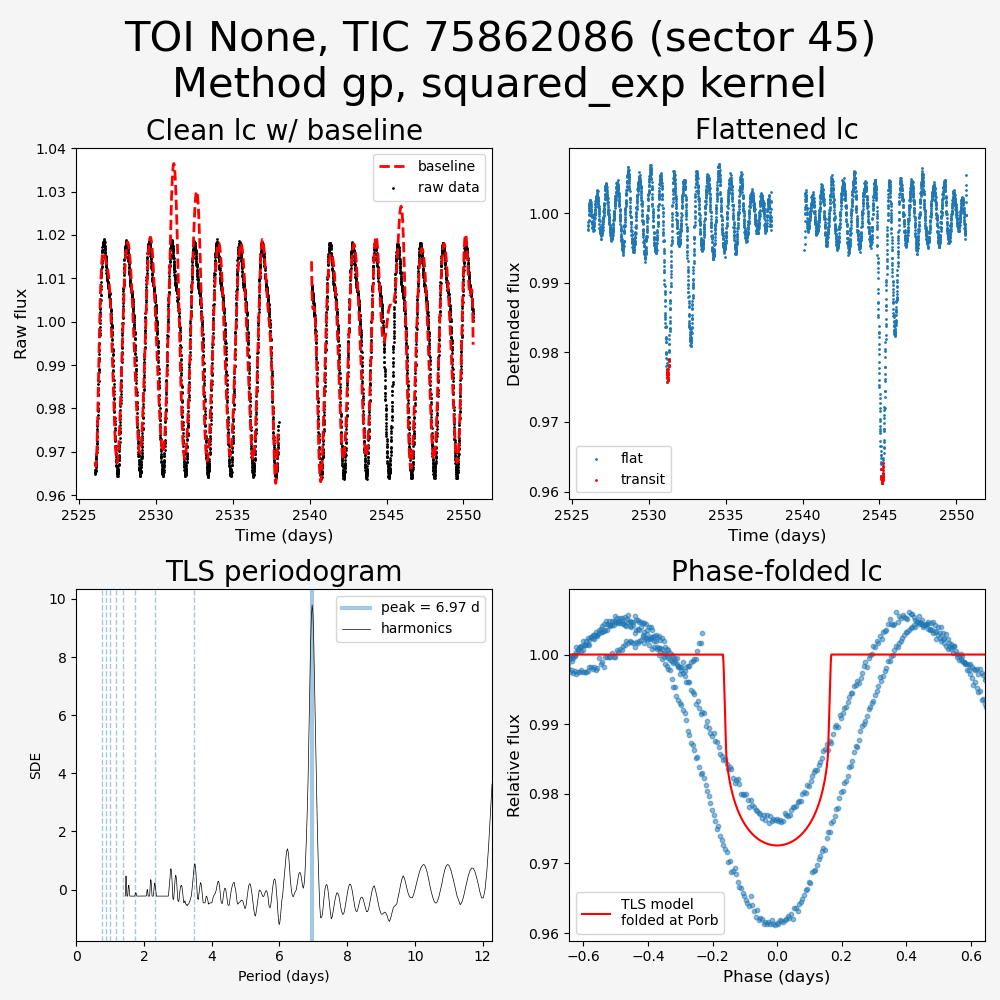 TOI None, TIC 75862086 (sector 45)
Method gp, squared_exp kernel
Clean lc w/ baseline
1.04
1.03
1.02
1.01
1.00
0.99
0.98
0.97
0.96
Raw flux
baseline
raw data
2525 2530 2535 2540 2545 2550
Time (days)
Flattened lc
1.00
0.99
0.98
0.97
0.96
Detrended flux
flat
transit
2525 2530 2535 2540 2545 2550
Time (days)
TLS periodogram
10
8
6
4
2
0
SDE
peak = 6.97 d
harmonics
0 2 4 6 8 10 12
Period (days)
Phase-folded lc
1.00
0.99
0.98
0.97
0.96
Relative flux
TLS model
folded at Porb
−0.6 −0.4 −0.2 0.0 0.2 0.4 0.6
Phase (days)